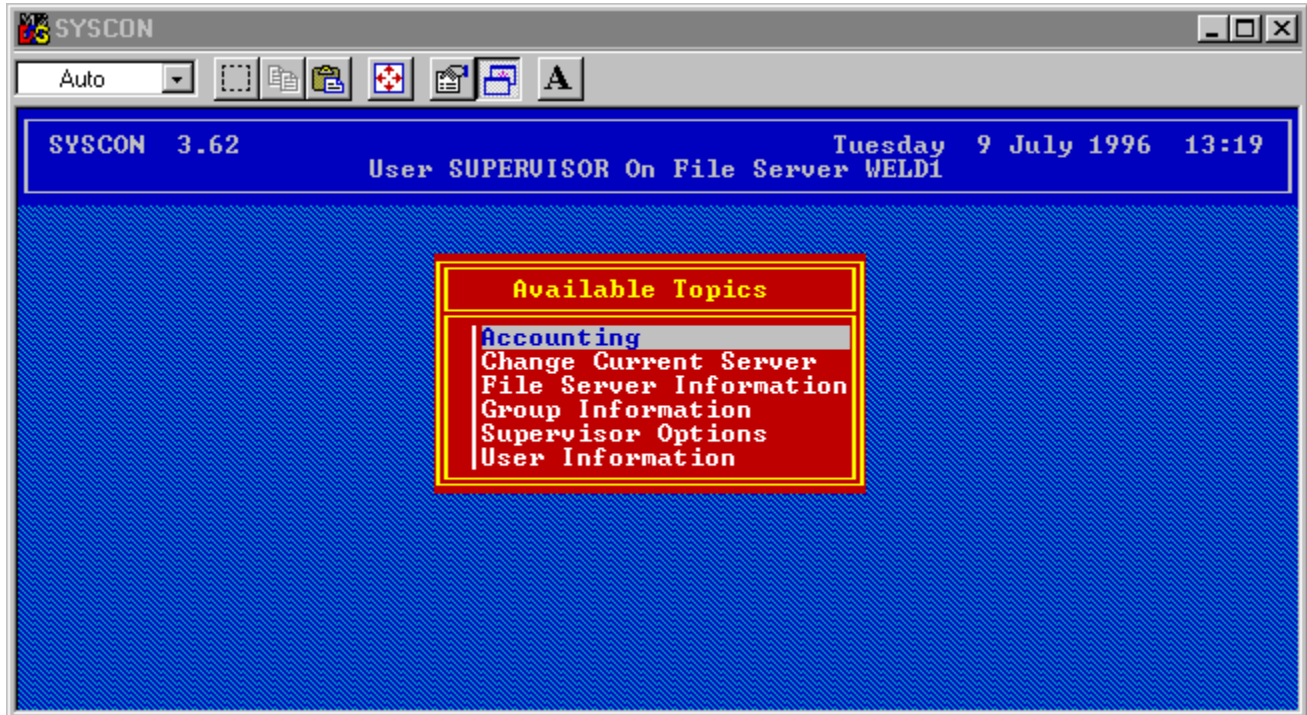 SYSCON
Auto
A
SYSCON 3.62 Tuesday 9 July 1996 13:19
User SUPERVISOR On File Server WELD1
Available Topics
Accounting
Change Current Server
File Server Information
Group Information
Supervisor Options
User Information